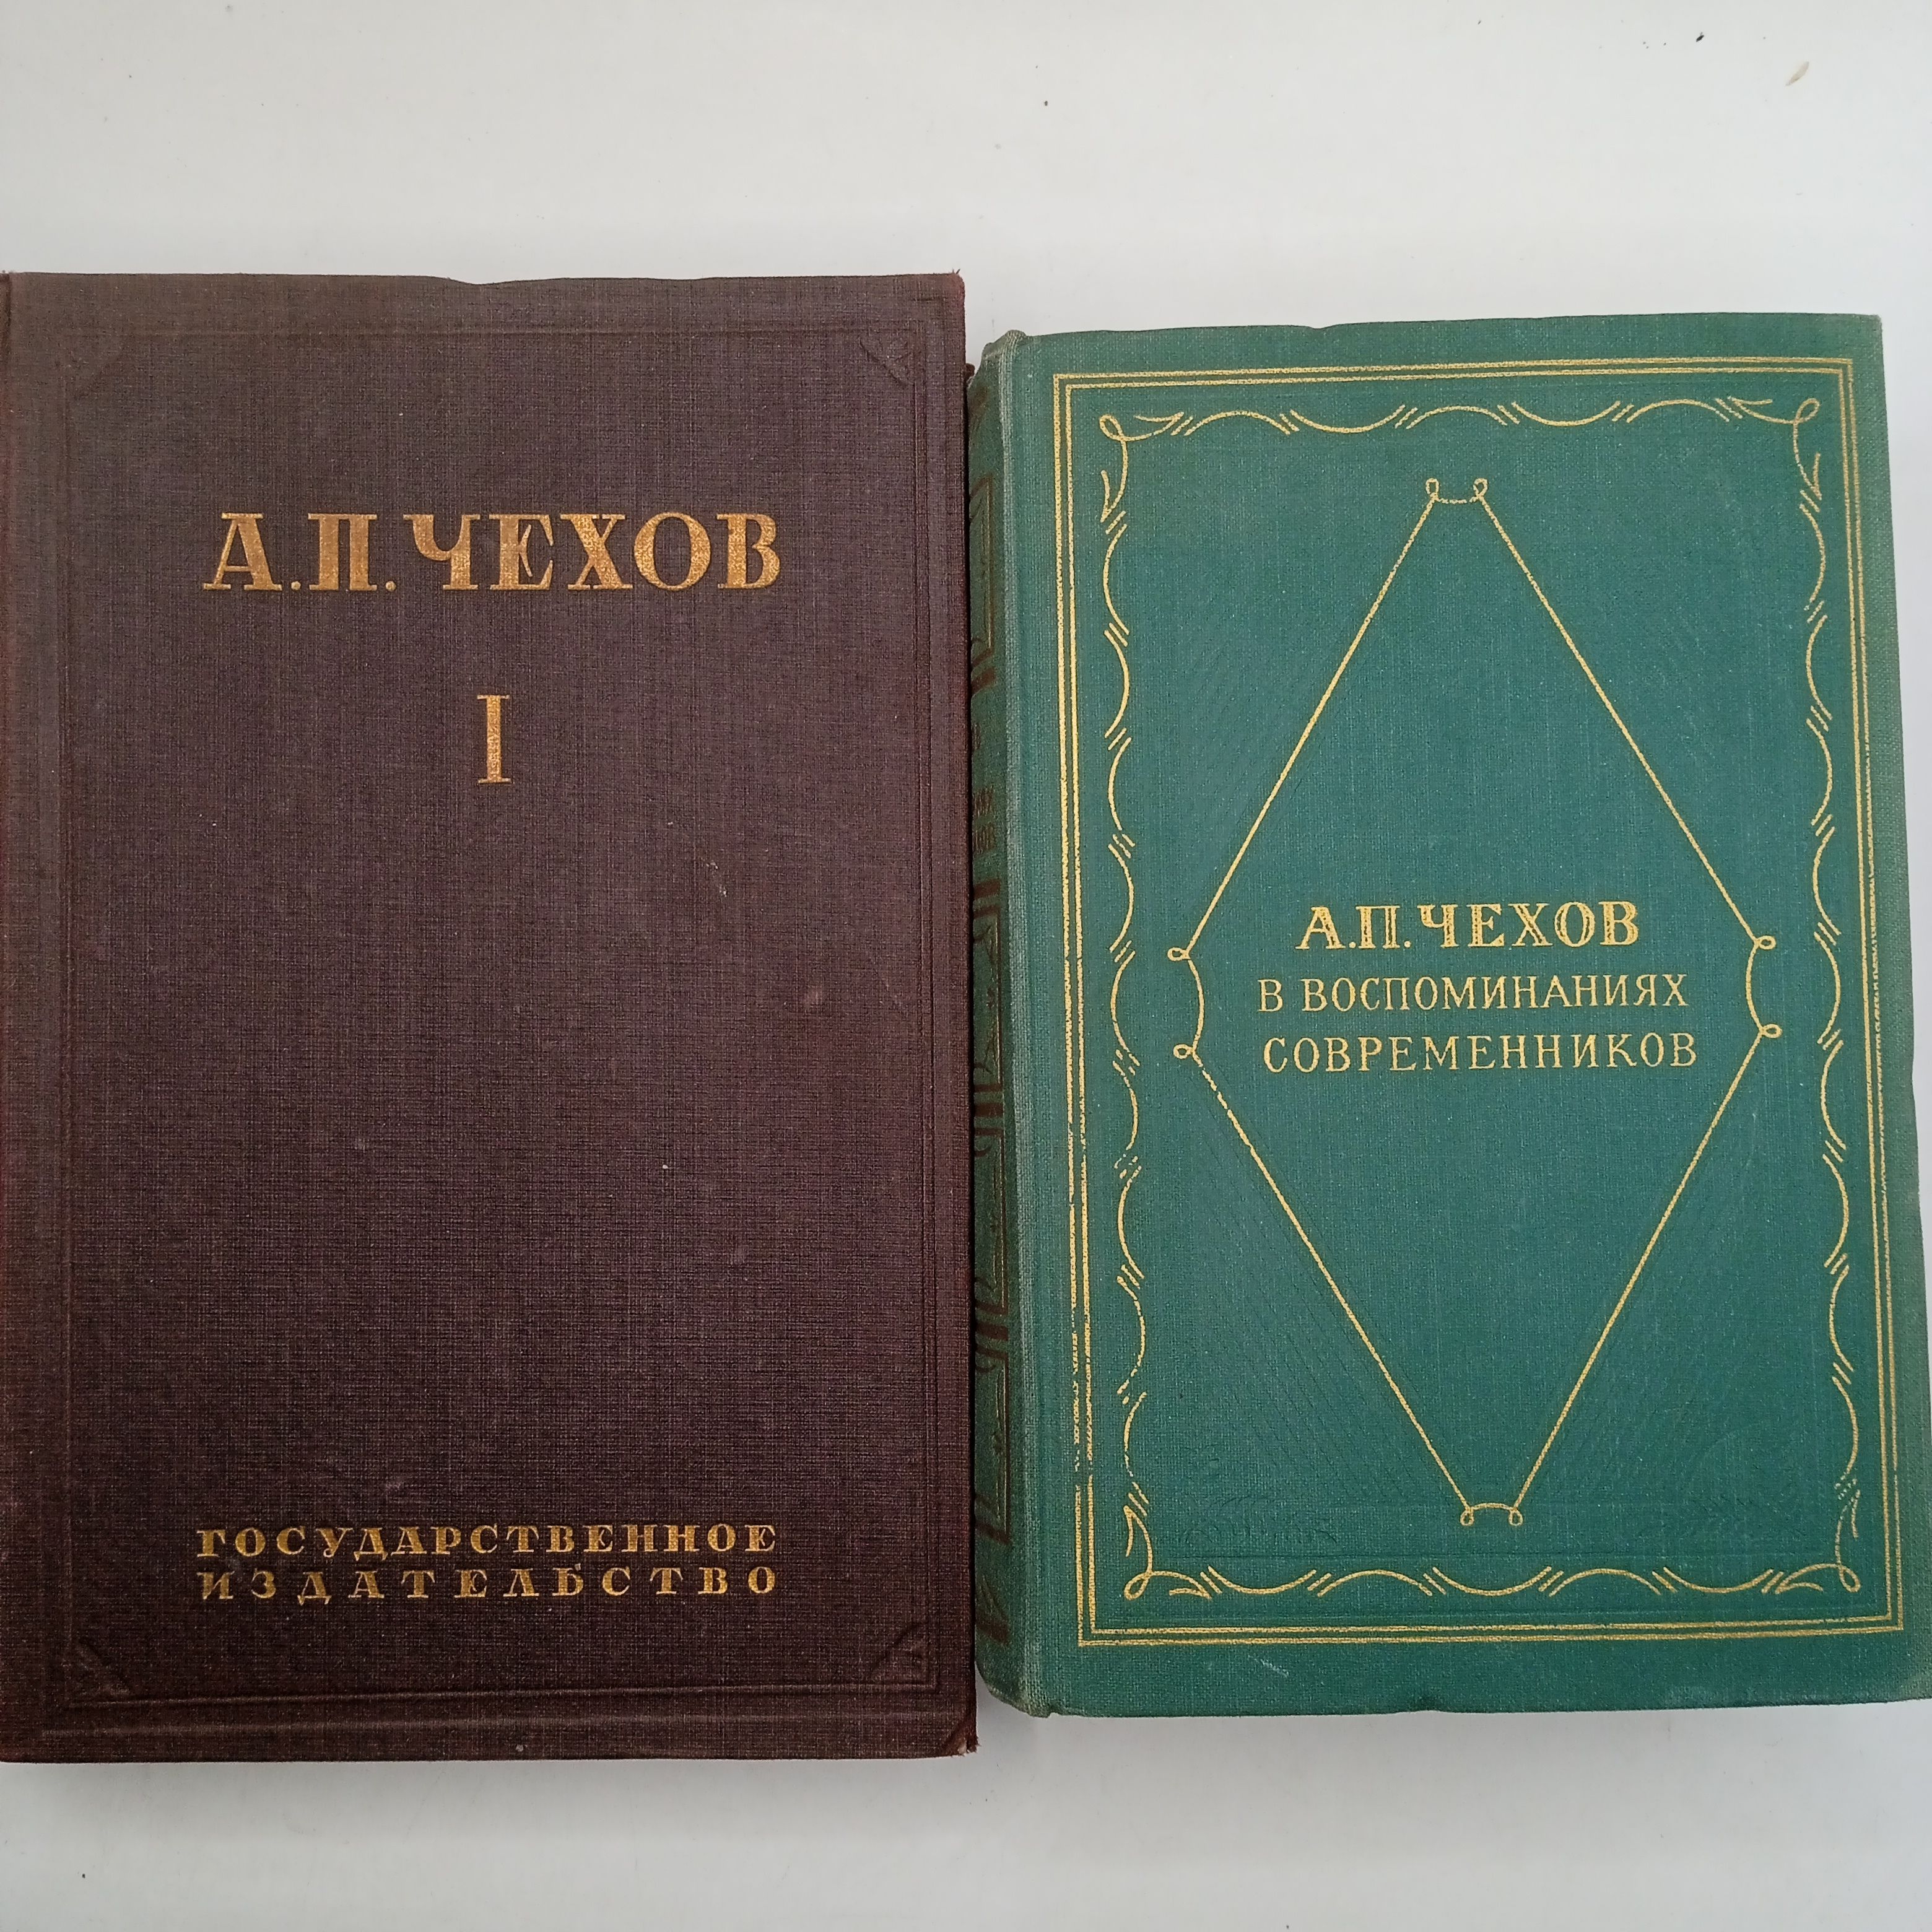 А.П.ЧЕХОВ
I
ГОСУДАРСТВЕННОЕ
ИЗДАТЕЛЬСТВО
А.П.ЧЕХОВ
В ВОСПОМИНАНИЯХ
СОВРЕМЕННИКОВ